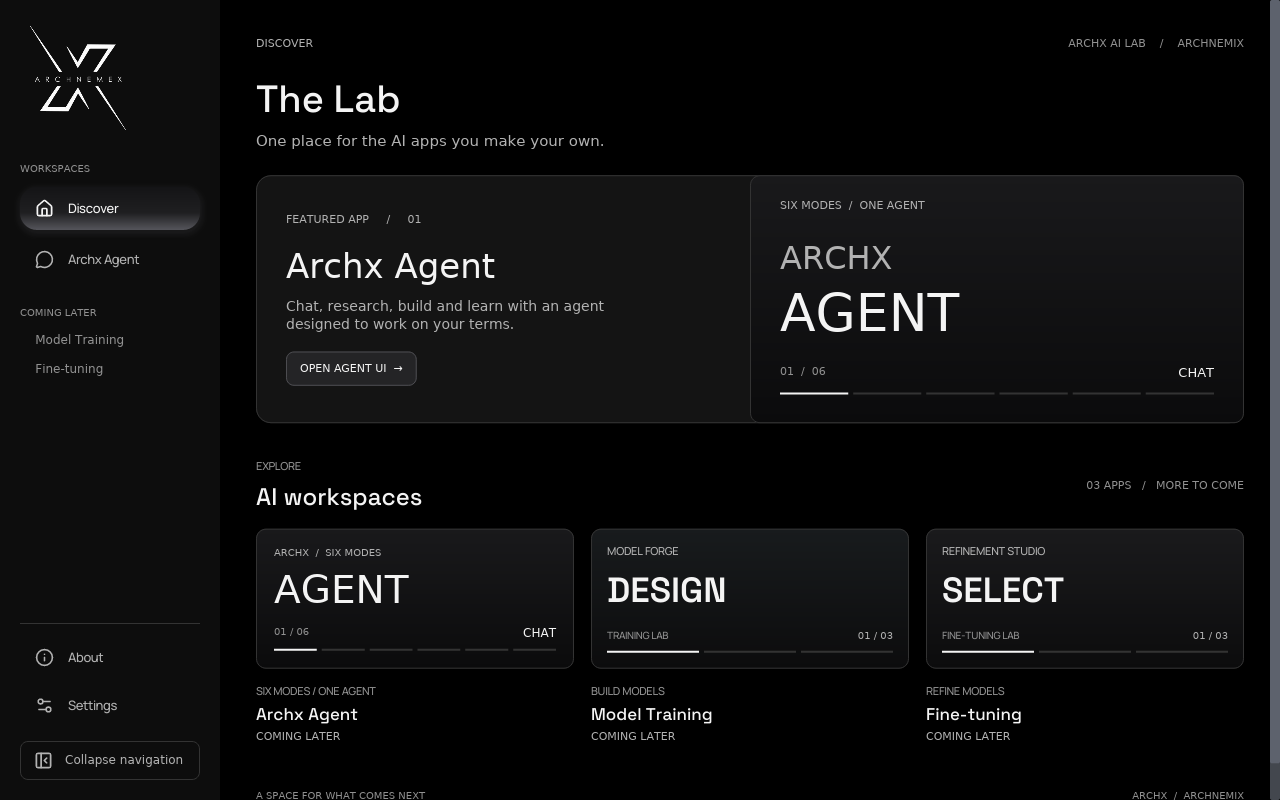 ARCHNEMEX
WORKSPACES
Discover
Archx Agent
COMING LATER
Model Training
Fine-tuning
About
Settings
Collapse navigation
DISCOVER
ARCHX AI LAB / ARCHNEMIX
The Lab
One place for the AI apps you make your own.
FEATURED APP / 01
Archx Agent
Chat, research, build and learn with an agent
designed to work on your terms.
OPEN AGENT UI →
SIX MODES / ONE AGENT
ARCHX
AGENT
01 / 06
CHAT
EXPLORE
AI workspaces
03 APPS / MORE TO COME
ARCHX / SIX MODES
AGENT
01 / 06
CHAT
SIX MODES / ONE AGENT
Archx Agent
COMING LATER
MODEL FORGE
DESIGN
TRAINING LAB
01 / 03
BUILD MODELS
Model Training
COMING LATER
REFINEMENT STUDIO
SELECT
FINE-TUNING LAB
01 / 03
REFINE MODELS
Fine-tuning
COMING LATER
A SPACE FOR WHAT COMES NEXT
ARCHX / ARCHNEMIX